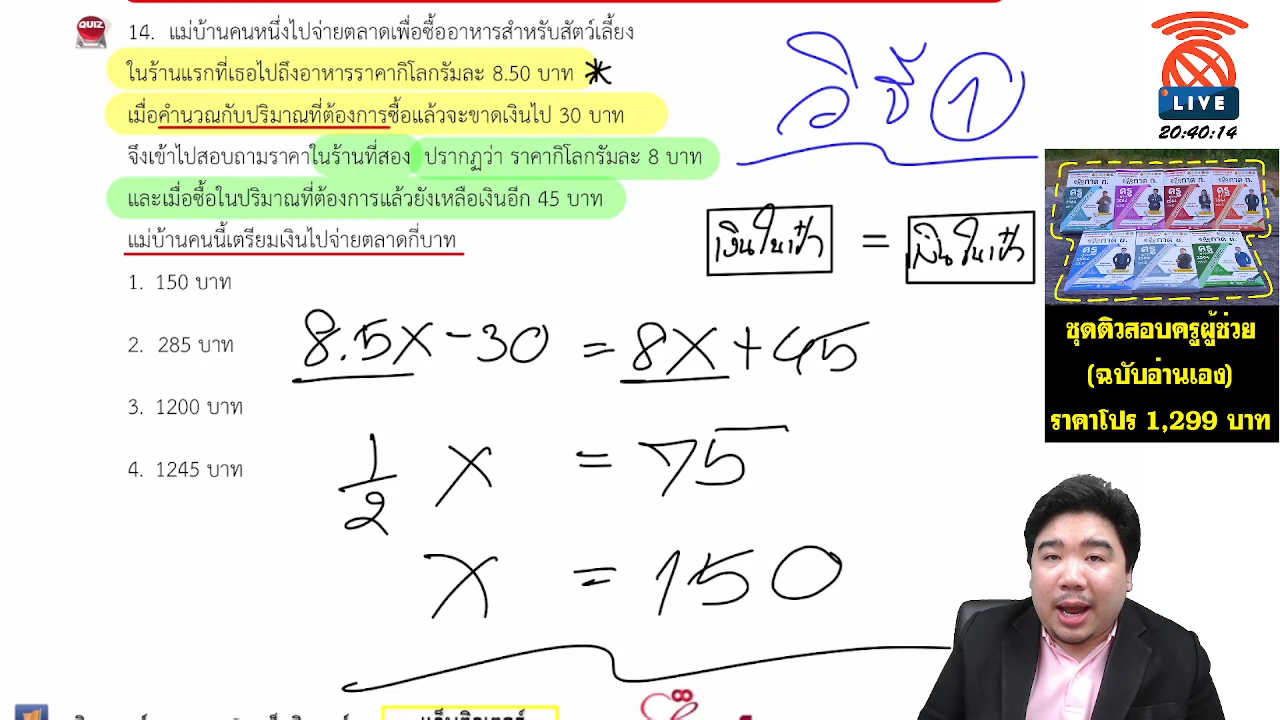 QUIZ
14. แม่บ้านคนหนึ่งไปจ่ายตลาดเพื่อซื้ออาหารสำหรับสัตว์เลี้ยง
ในร้านแรกที่เธอไปถึงอาหารราคากิโลกรัมละ 8.50 บาท *
เมื่อคำนวณกับปริมาณที่ต้องการซื้อแล้วจะขาดเงินไป 30 บาท
จึงเข้าไปสอบถามราคาในร้านที่สอง ปรากฏว่า ราคากิโลกรัมละ 8 บาท
และเมื่อซื้อในปริมาณที่ต้องการแล้วยังเหลือเงินอีก 45 บาท
แม่บ้านคนนี้เตรียมเงินไปจ่ายตลาดกี่บาท
1. 150 บาท
2. 285 บาท
3. 1200 บาท
4. 1245 บาท
วิธี 1
เงินในเป๋า = เงินในเป๋า
8.5x - 30 = 8x + 45
1/2 x = 75
x = 150
LIVE
20:40:14
ชุดติวสอบครูผู้ช่วย
(ฉบับอ่านเอง)
ราคาโปร 1,299 บาท